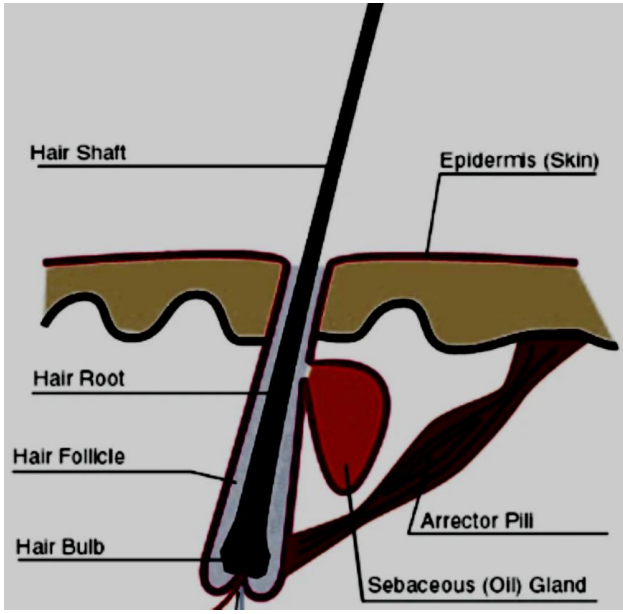 Hair Shaft
Epidermis (Skin)
Hair Root
Hair Follicle
Arrector Pili
Hair Bulb
Sebaceous (Oil) Gland